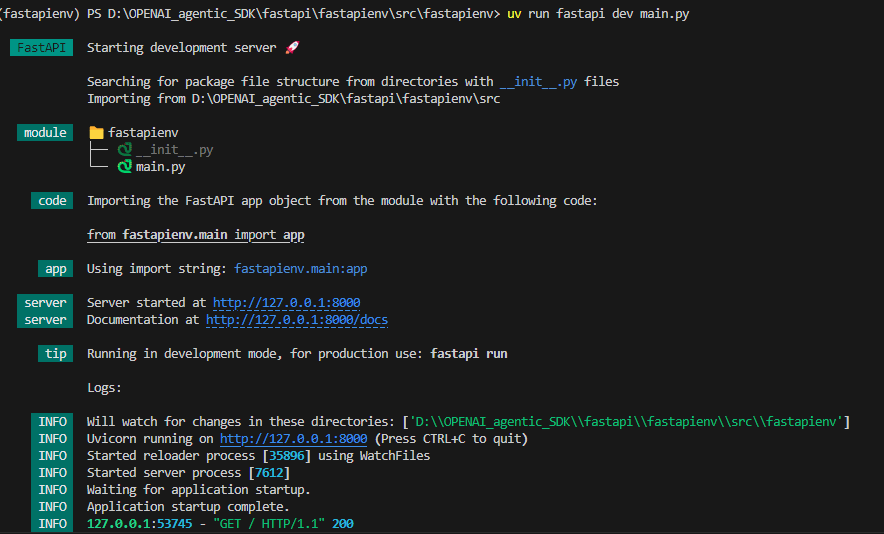 (fastapienv) PS D:\OPENAI_agentic_SDK\fastapi\fastapienv\src\fastapienv> uv run fastapi dev main.py
FastAPI Starting development server 🚀
Searching for package file structure from directories with __init__.py files
Importing from D:\OPENAI_agentic_SDK\fastapi\fastapienv\src
module 📁 fastapienv
├── 🐍 __init__.py
└── 🐍 main.py
code Importing the FastAPI app object from the module with the following code:
from fastapienv.main import app
app Using import string: fastapienv.main:app
server Server started at http://127.0.0.1:8000
server Documentation at http://127.0.0.1:8000/docs
tip Running in development mode, for production use: fastapi run
Logs:
INFO Will watch for changes in these directories: ['D:\\OPENAI_agentic_SDK\\fastapi\\fastapienv\\src\\fastapienv']
INFO Uvicorn running on http://127.0.0.1:8000 (Press CTRL+C to quit)
INFO Started reloader process [35896] using WatchFiles
INFO Started server process [7612]
INFO Waiting for application startup.
INFO Application startup complete.
INFO 127.0.0.1:53745 - "GET / HTTP/1.1" 200